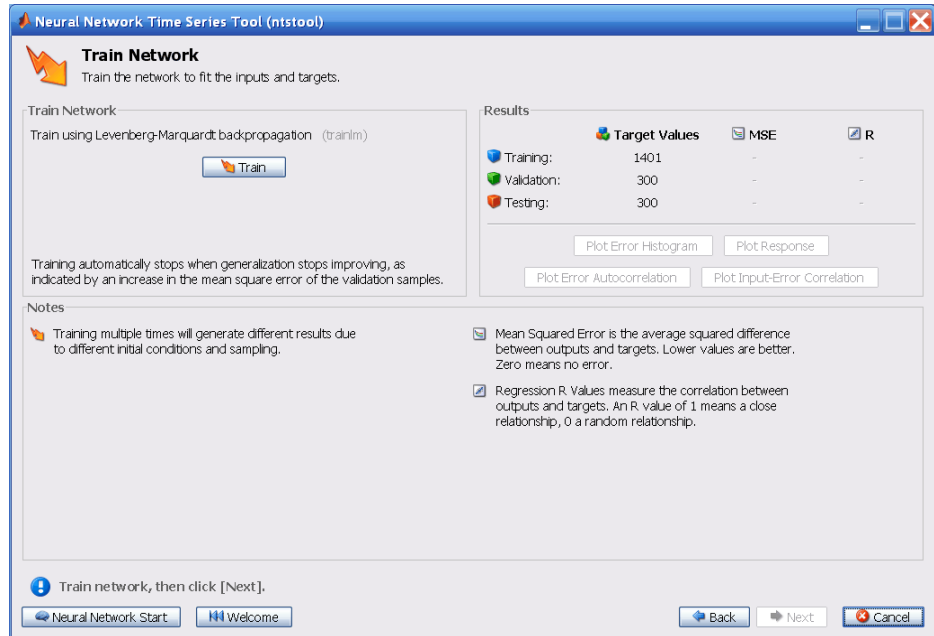 Neural Network Time Series Tool (ntstool)
Train Network
Train the network to fit the inputs and targets.
Train Network
Train using Levenberg-Marquardt backpropagation (trainlm)
Train
Training automatically stops when generalization stops improving, as
indicated by an increase in the mean square error of the validation samples.
Results
Target Values MSE R
Training: 1401 - -
Validation: 300 - -
Testing: 300 - -
Plot Error Histogram Plot Response
Plot Error Autocorrelation Plot Input-Error Correlation
Notes
Training multiple times will generate different results due
to different initial conditions and sampling.
Mean Squared Error is the average squared difference
between outputs and targets. Lower values are better.
Zero means no error.
Regression R Values measure the correlation between
outputs and targets. An R value of 1 means a close
relationship, 0 a random relationship.
Train network, then click [Next].
Neural Network Start Welcome Back Next Cancel